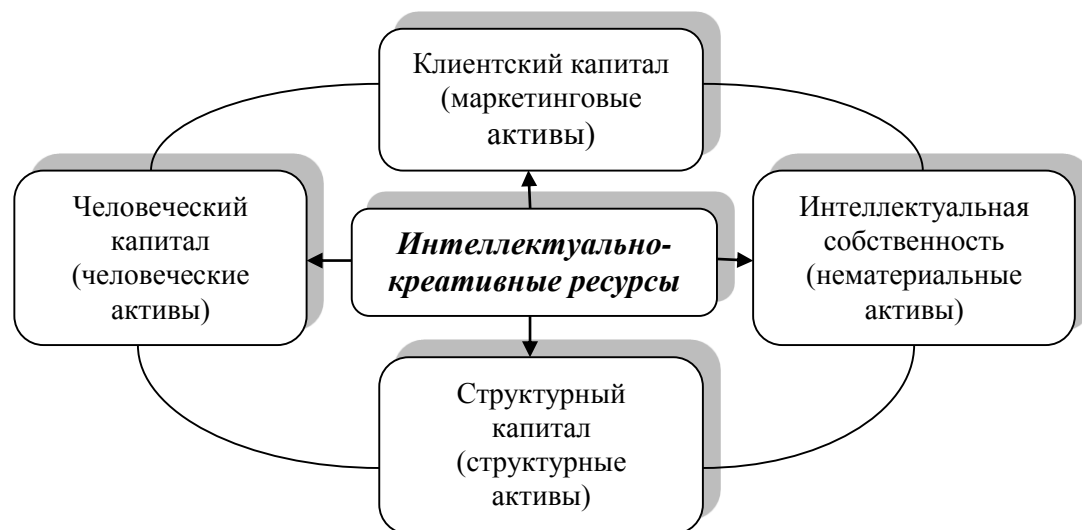 Клиентский капитал
(маркетинговые
активы)
Человеческий
капитал
(человеческие
активы)
Интеллектуально-
креативные ресурсы
Интеллектуальная
собственность
(нематериальные
активы)
Структурный
капитал
(структурные
активы)